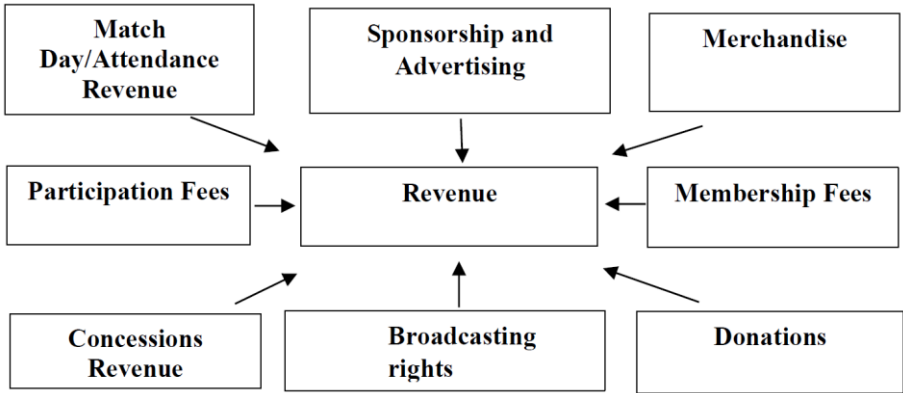 Match
Day/Attendance
Revenue
Sponsorship and
Advertising
Merchandise
Participation Fees
Revenue
Membership Fees
Concessions
Revenue
Broadcasting
rights
Donations